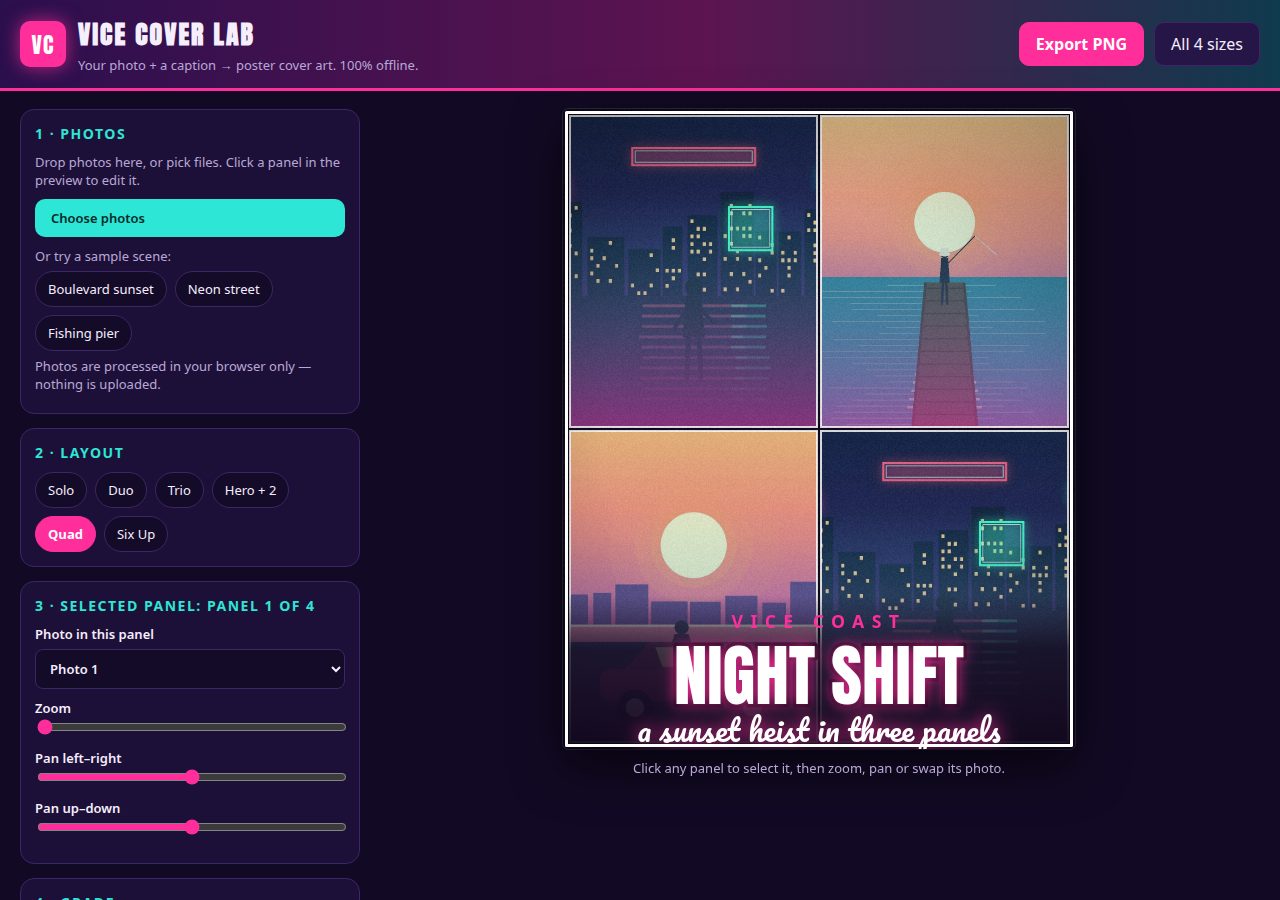 VC
VICE COVER LAB
Your photo + a caption → poster cover art. 100% offline.
Export PNG
All 4 sizes
1 · PHOTOS
Drop photos here, or pick files. Click a panel in the
preview to edit it.
Choose photos
Or try a sample scene:
Boulevard sunset
Neon street
Fishing pier
Photos are processed in your browser only —
nothing is uploaded.
2 · LAYOUT
Solo
Duo
Trio
Hero + 2
Quad
Six Up
3 · SELECTED PANEL: PANEL 1 OF 4
Photo in this panel
Photo 1
Zoom
Pan left–right
Pan up–down
VICE COAST
NIGHT SHIFT
a sunset heist in three panels
Click any panel to select it, then zoom, pan or swap its photo.